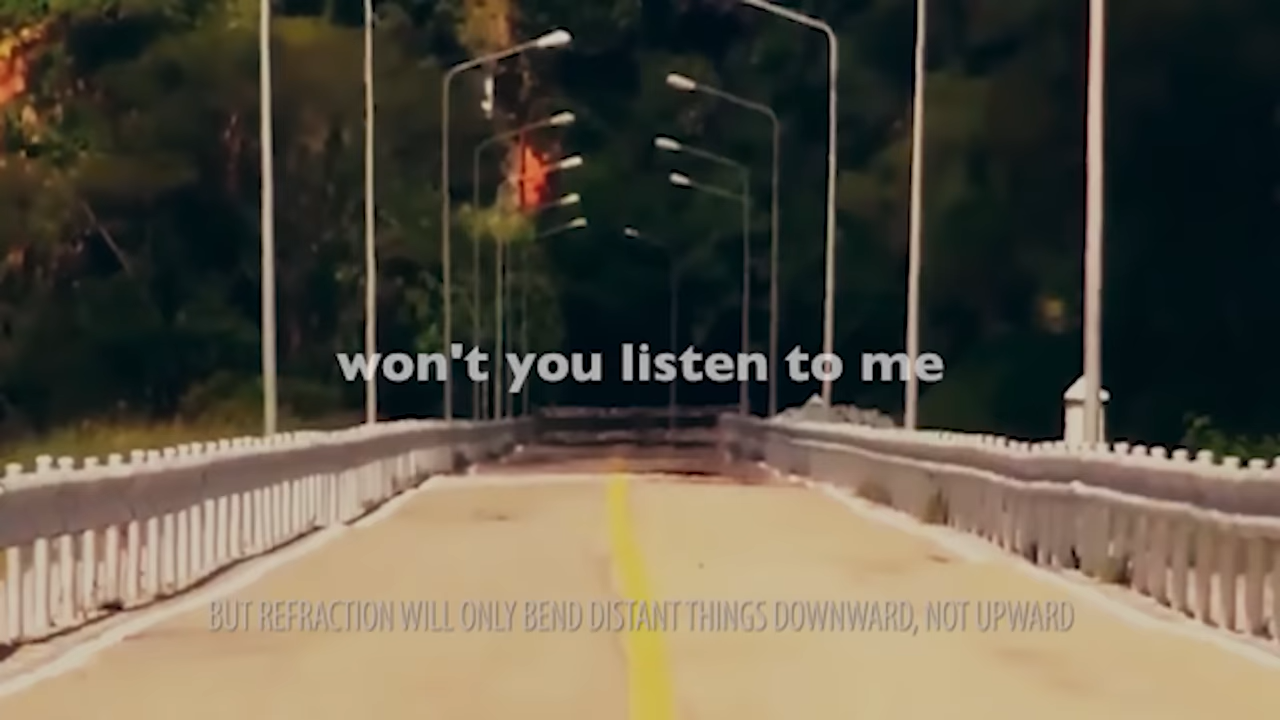 won't you listen to me
BUT REFRACTION WILL ONLY BEND DISTANT THINGS DOWNWARD, NOT UPWARD